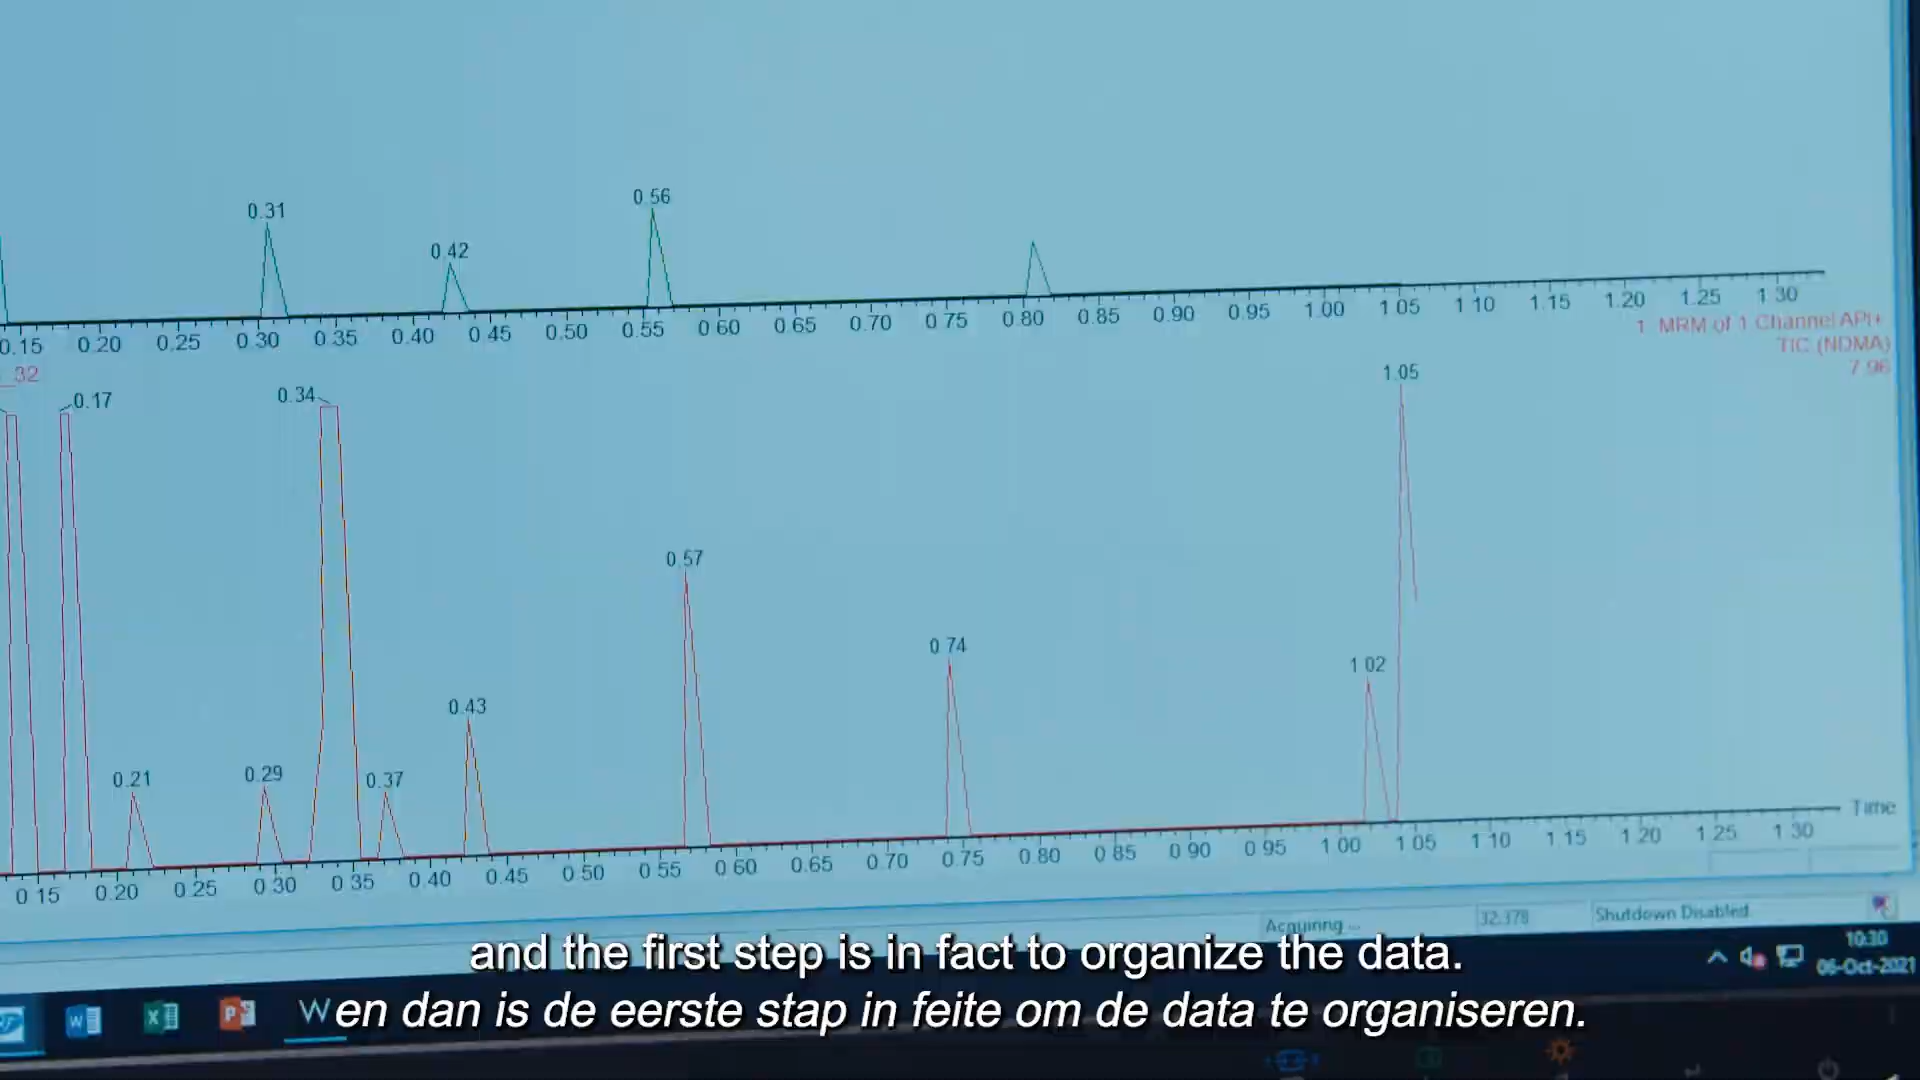 0.56
0.31
0.42
0.15 0.20 0.25 0.30 0.35 0.40 0.45 0.50 0.55 0.60 0.65 0.70 0.75 0.80 0.85 0.90 0.95 1.00 1.05 1.10 1.15 1.20 1.25 1.30
1: MRM of 1 Channel API+
TIC (NDMA)
7.96
_32
0.17
0.34
1.05
0.57
0.74
1.02
0.43
0.21
0.29
0.37
Time
0.15 0.20 0.25 0.30 0.35 0.40 0.45 0.50 0.55 0.60 0.65 0.70 0.75 0.80 0.85 0.90 0.95 1.00 1.05 1.10 1.15 1.20 1.25 1.30
Acquiring ...
32.378
Shutdown Disabled
and the first step is in fact to organize the data.
en dan is de eerste stap in feite om de data te organiseren.
10:30
06-Oct-2021